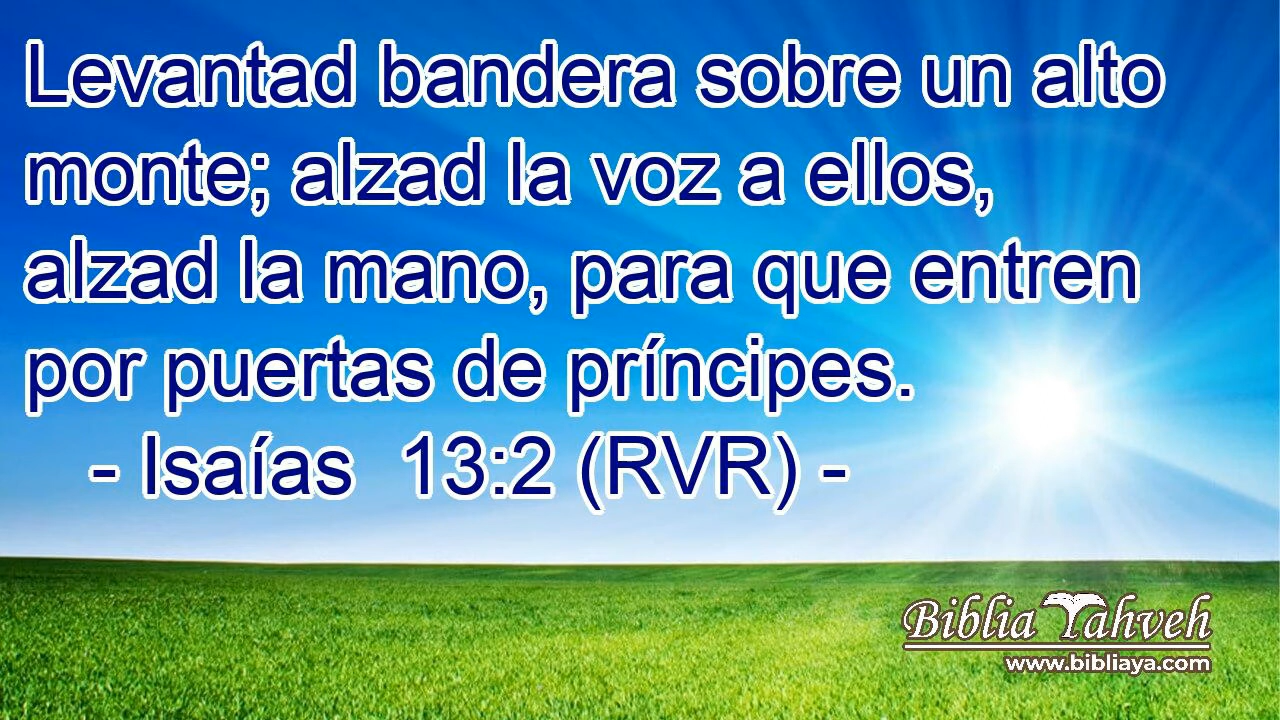 Levantad bandera sobre un alto
monte; alzad la voz a ellos,
alzad la mano, para que entren
por puertas de príncipes.
- Isaías  13:2 (RVR) -
Biblia Yahveh
www.bibliaya.com